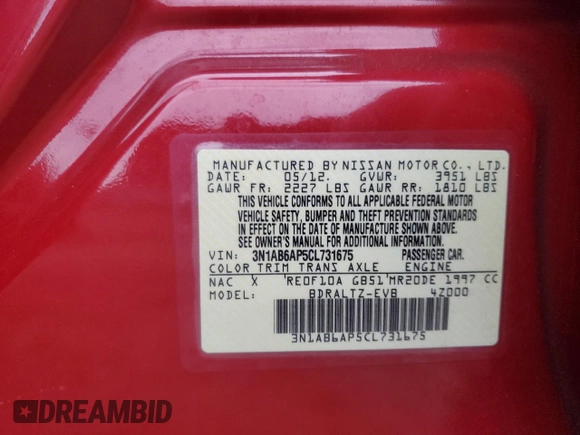 MANUFACTURED BY NISSAN MOTOR CO., LTD.
DATE: 05/12. GVWR: 3951 LBS
GAWR FR: 2227 LBS GAWR RR: 1810 LBS
THIS VEHICLE CONFORMS TO ALL APPLICABLE FEDERAL MOTOR
VEHICLE SAFETY, BUMPER AND THEFT PREVENTION STANDARDS
IN EFFECT ON THE DATE OF MANUFACTURE SHOWN ABOVE.
SEE OWNER'S MANUAL FOR ADDITIONAL INFORMATION.
VIN: 3N1AB6AP5CL731675 PASSENGER CAR.
COLOR TRIM TRANS AXLE ENGINE
NAC X 'RE0F10A GB51'MR20DE 1997 CC
MODEL: BDRALTZ-EVB 4Z000
3N1AB6AP5CL731675
DREAMBID